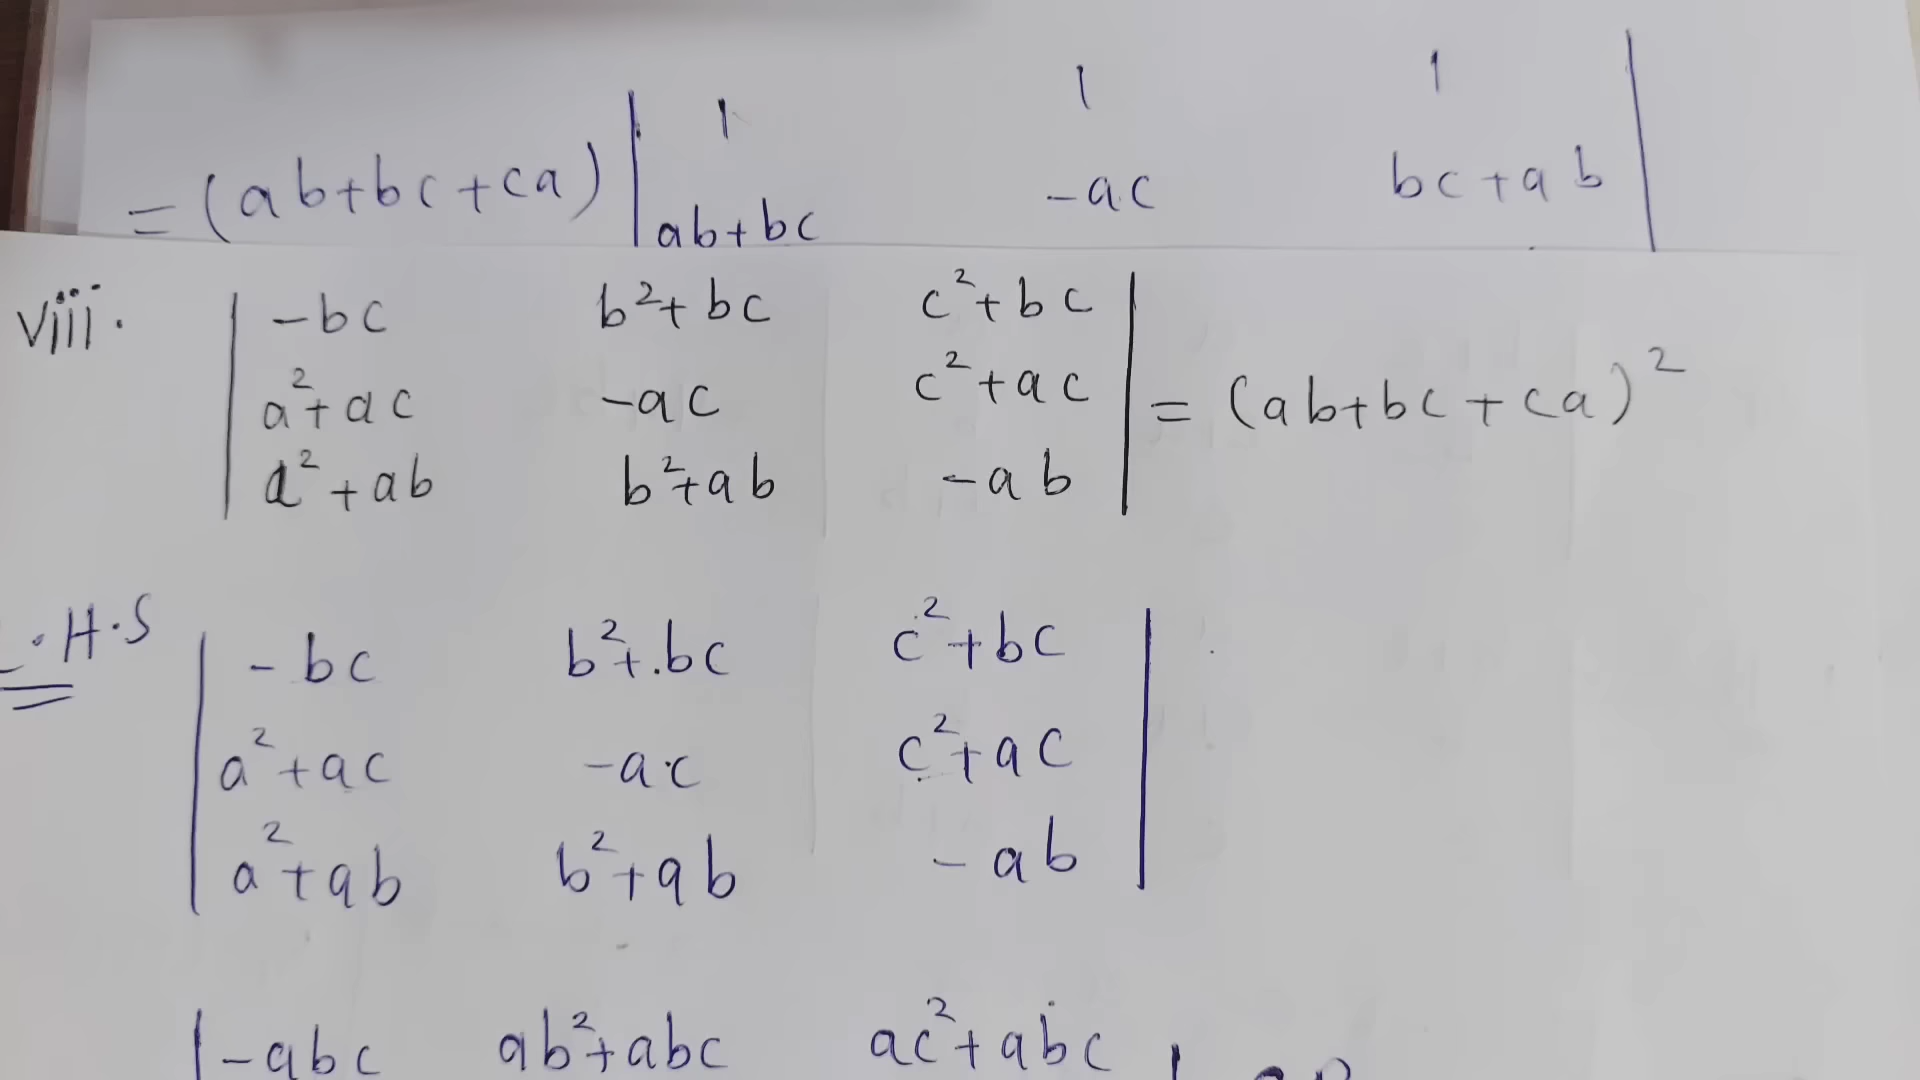 1 1 1
= (ab+bc+ca) | ab+bc -ac bc+ab |
viii. | -bc b²+bc c²+bc |
| a²+ac -ac c²+ac | = (ab+bc+ca)²
| a²+ab b²+ab -ab |
L.H.S | -bc b²+bc c²+bc |
| a²+ac -ac c²+ac |
| a²+ab b²+ab -ab |
| -abc ab²+abc ac²+abc |